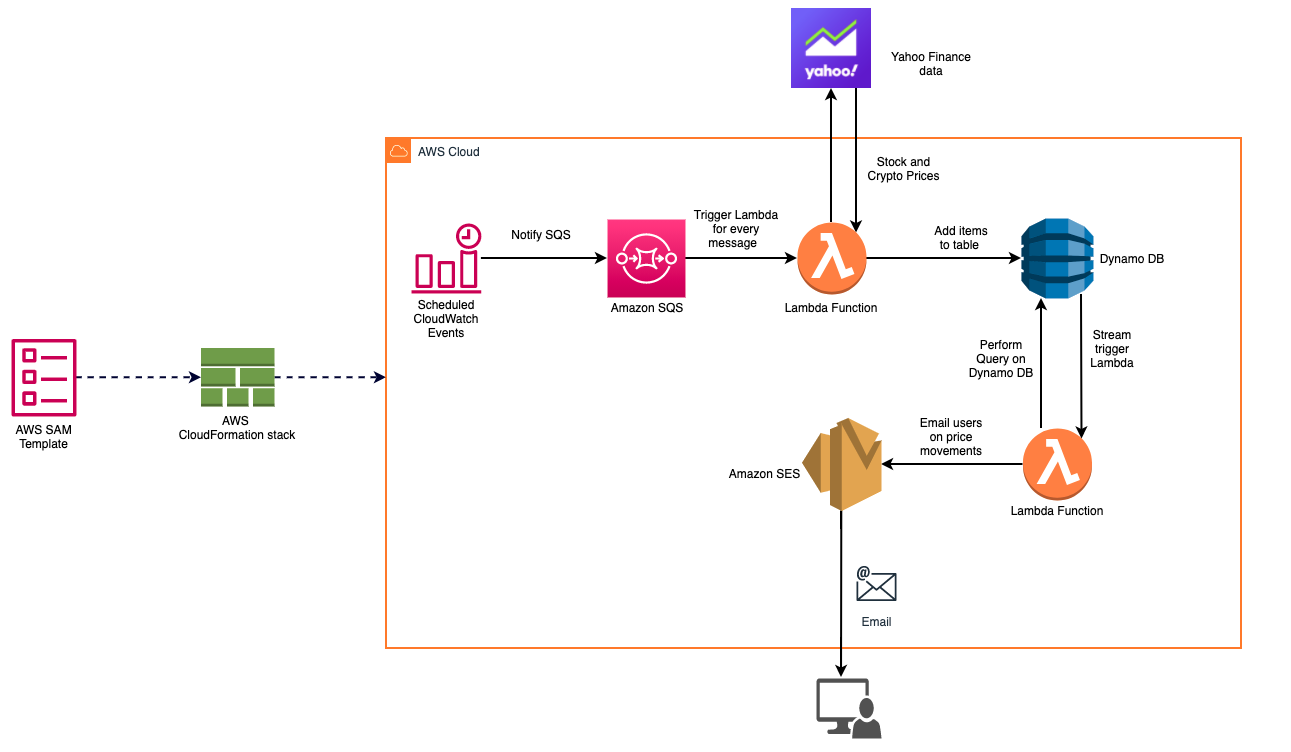 yahoo!
Yahoo Finance
data
AWS Cloud
Stock and
Crypto Prices
Notify SQS
Trigger Lambda
for every
message
Add items
to table
Dynamo DB
Scheduled
CloudWatch
Events
Amazon SQS
Lambda Function
Perform
Query on
Dynamo DB
Stream
trigger
Lambda
AWS SAM
Template
AWS
CloudFormation stack
Email users
on price
movements
Amazon SES
Lambda Function
@
Email